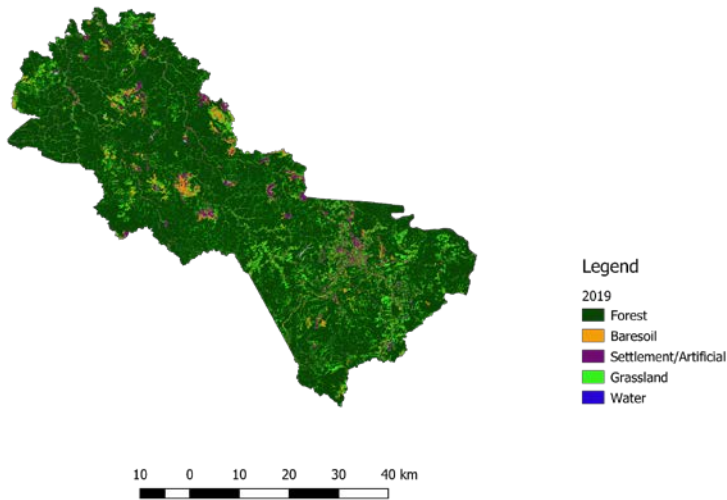 Legend
2019
Forest
Baresoil
Settlement/Artificial
Grassland
Water
10 0 10 20 30 40 km